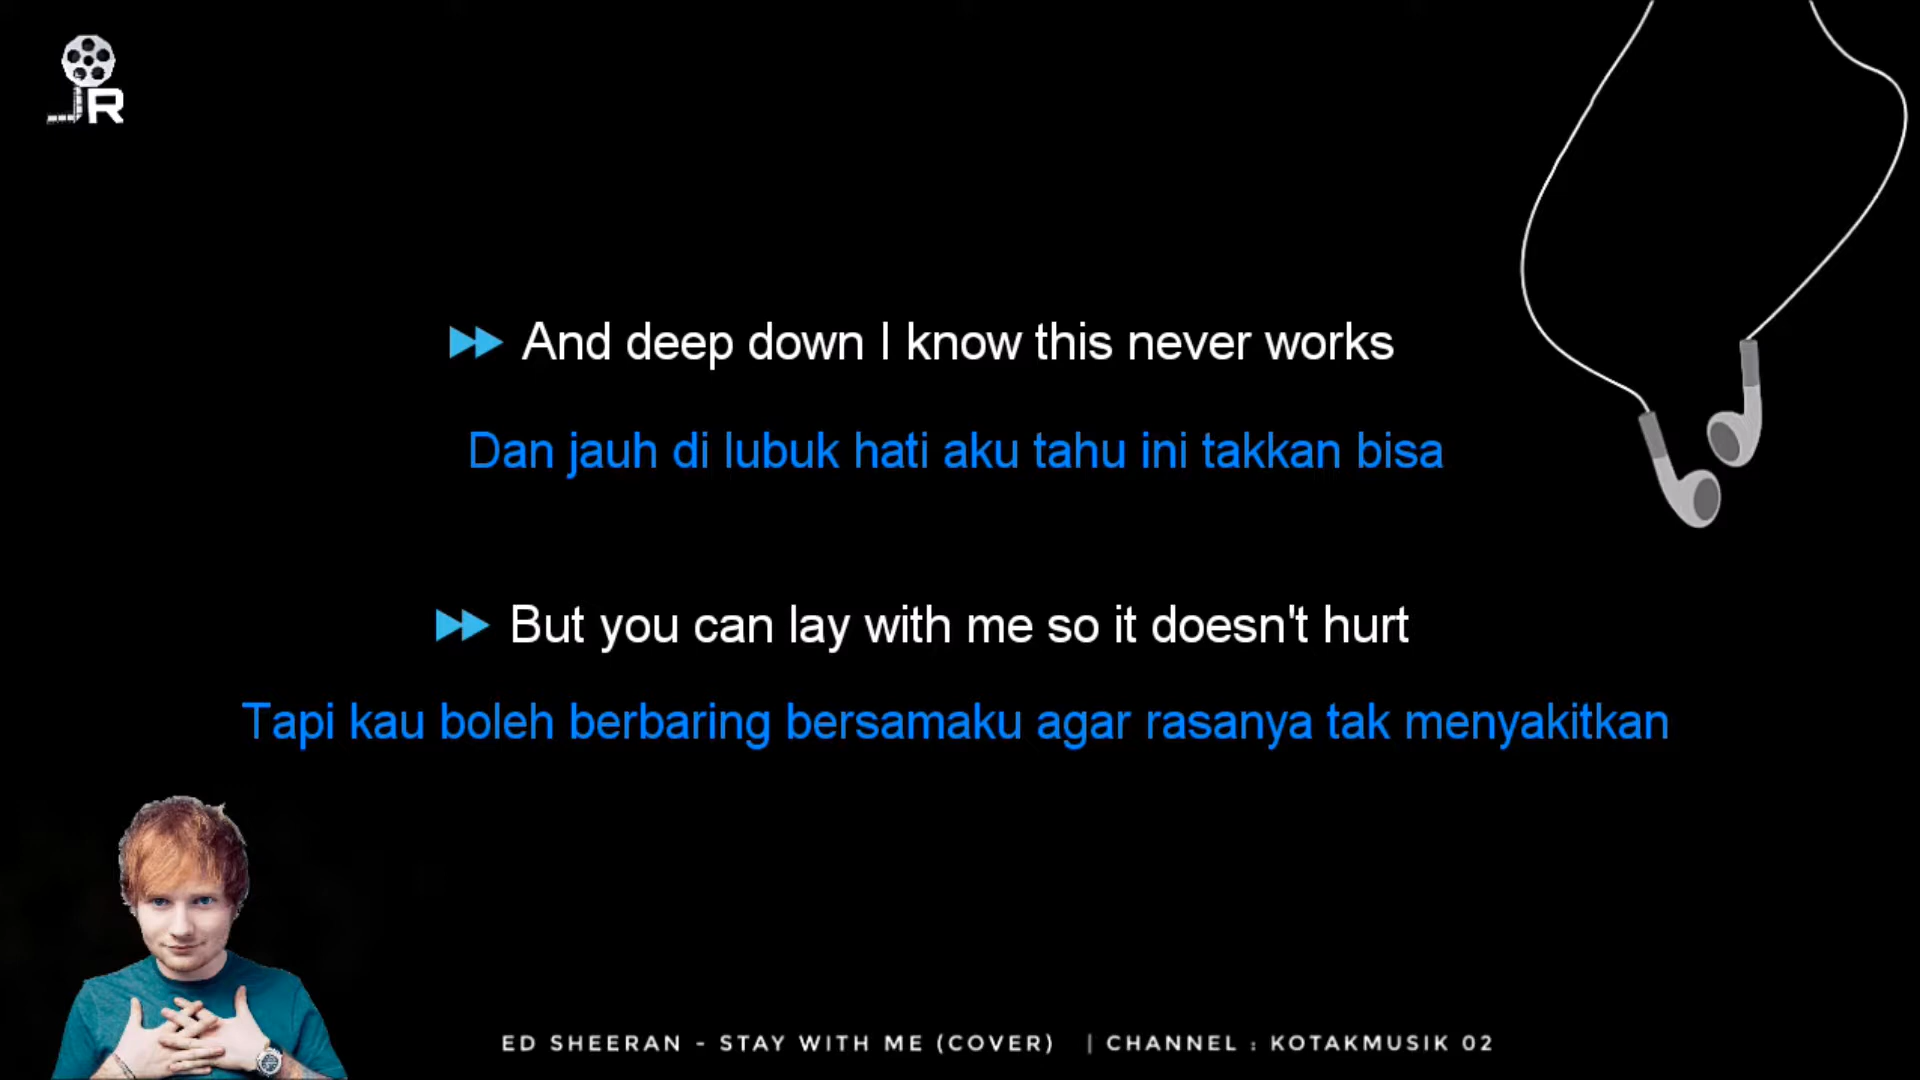 JR
And deep down I know this never works
Dan jauh di lubuk hati aku tahu ini takkan bisa
But you can lay with me so it doesn't hurt
Tapi kau boleh berbaring bersamaku agar rasanya tak menyakitkan
ED SHEERAN - STAY WITH ME (COVER) | CHANNEL : KOTAKMUSIK 02